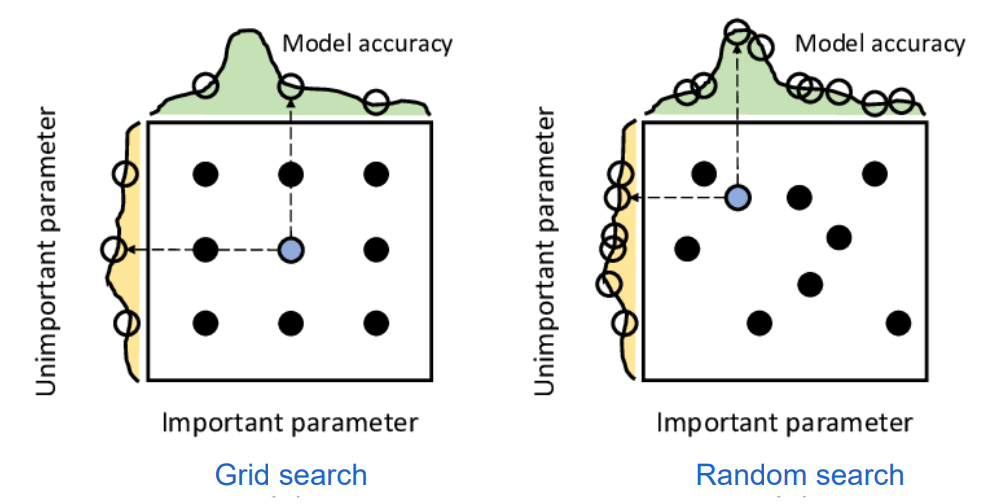 Model accuracy
Unimportant parameter
Important parameter
Grid search
Model accuracy
Unimportant parameter
Important parameter
Random search